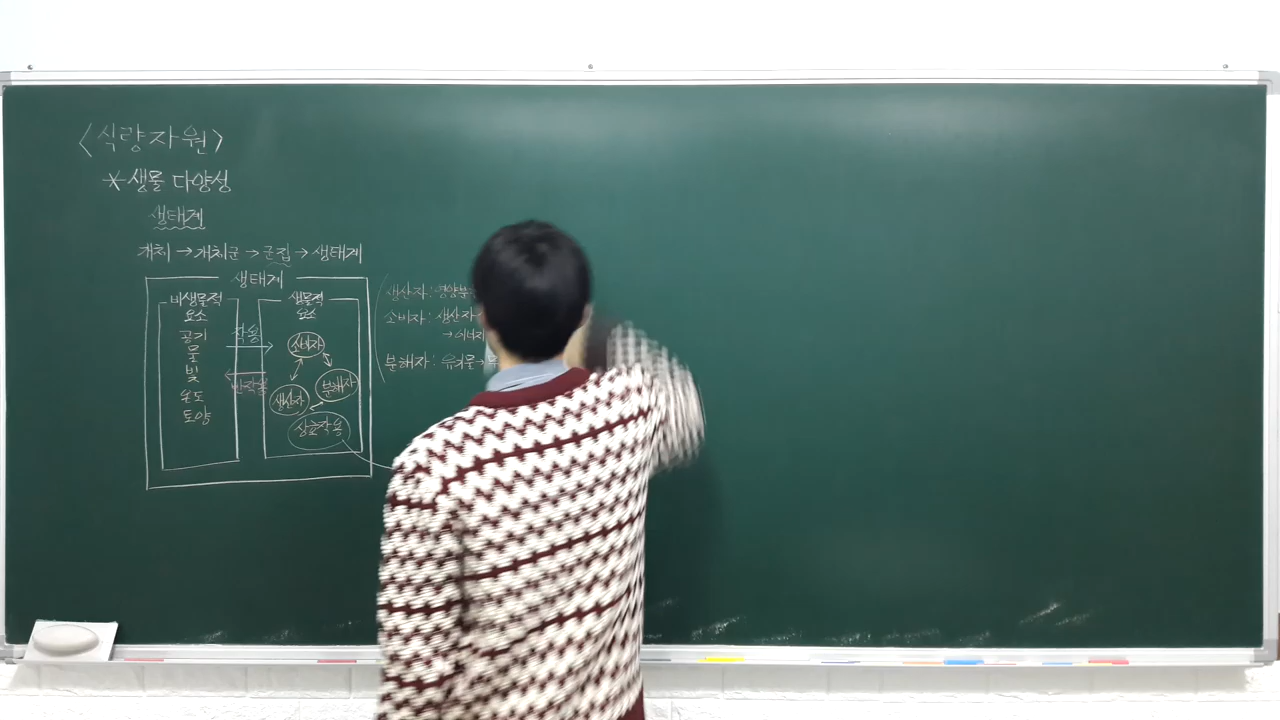 <식량자원>
*생물 다양성
생태계
개체 → 개체군 → 군집 → 생태계
생태계
비생물적 요소
공기
물
빛
온도
토양
작용
반작용
생물적 요소
소비자
생산자
분해자
상호작용
생산자 : 영양분
소비자 : 생산자
→ 에너지
분해자 : 유기물 →